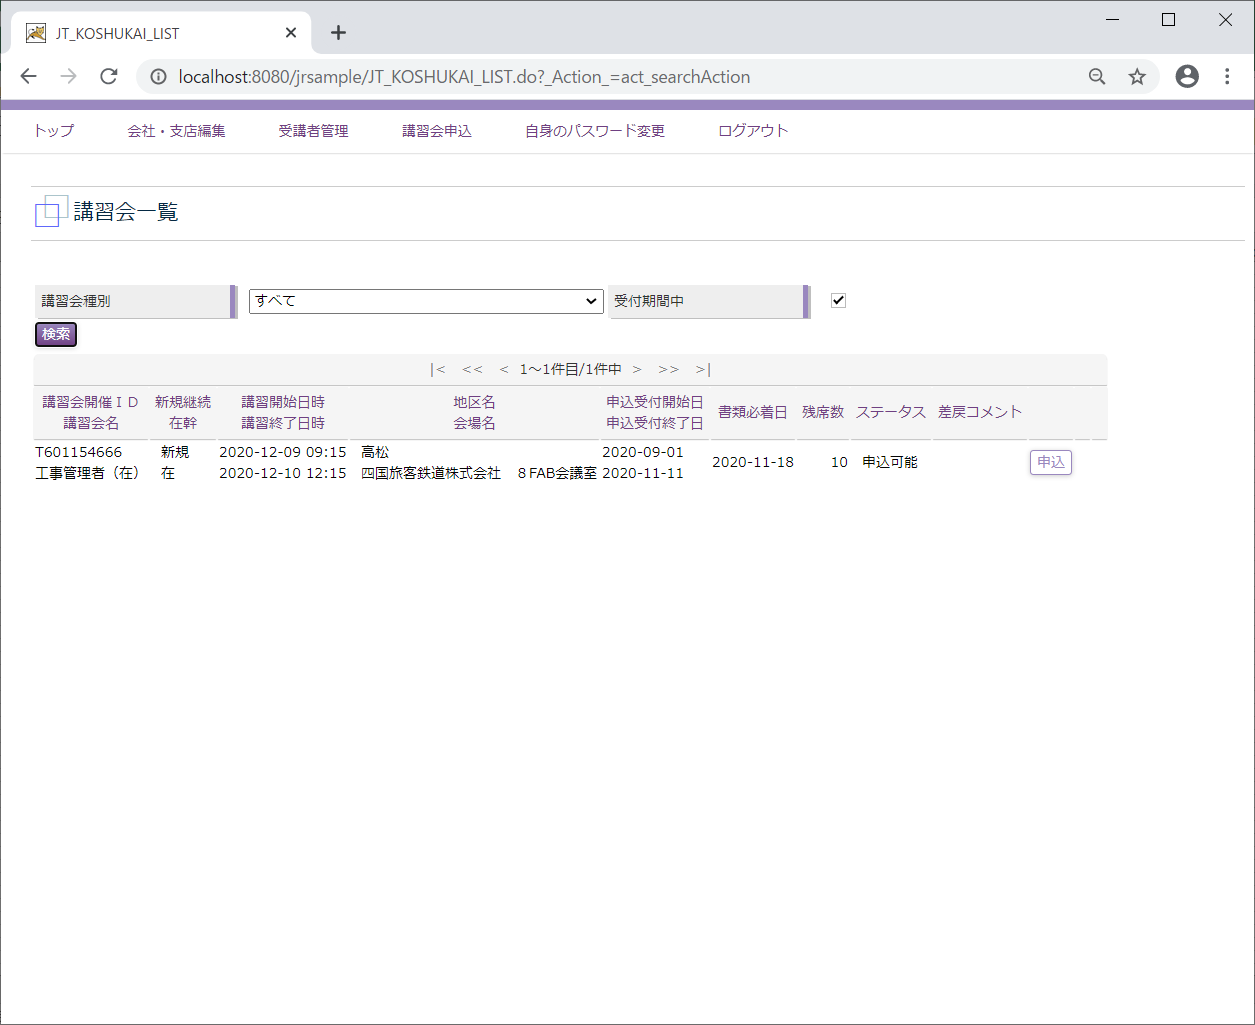 JT_KOSHUKAI_LIST
localhost:8080/jrsample/JT_KOSHUKAI_LIST.do?_Action_=act_searchAction
トップ 会社・支店編集 受講者管理 講習会申込 自身のパスワード変更 ログアウト
講習会一覧
講習会種別 すべて 受付期間中
検索
|< << < 1～1件目/1件中 > >> >|
講習会開催ＩＤ 新規継続 講習開始日時 地区名 申込受付開始日 書類必着日 残席数 ステータス 差戻コメント
講習会名 在幹 講習終了日時 会場名 申込受付終了日
T601154666 新規 2020-12-09 09:15 高松 2020-09-01 2020-11-18 10 申込可能 申込
工事管理者（在） 在 2020-12-10 12:15 四国旅客鉄道株式会社　８FAB会議室 2020-11-11